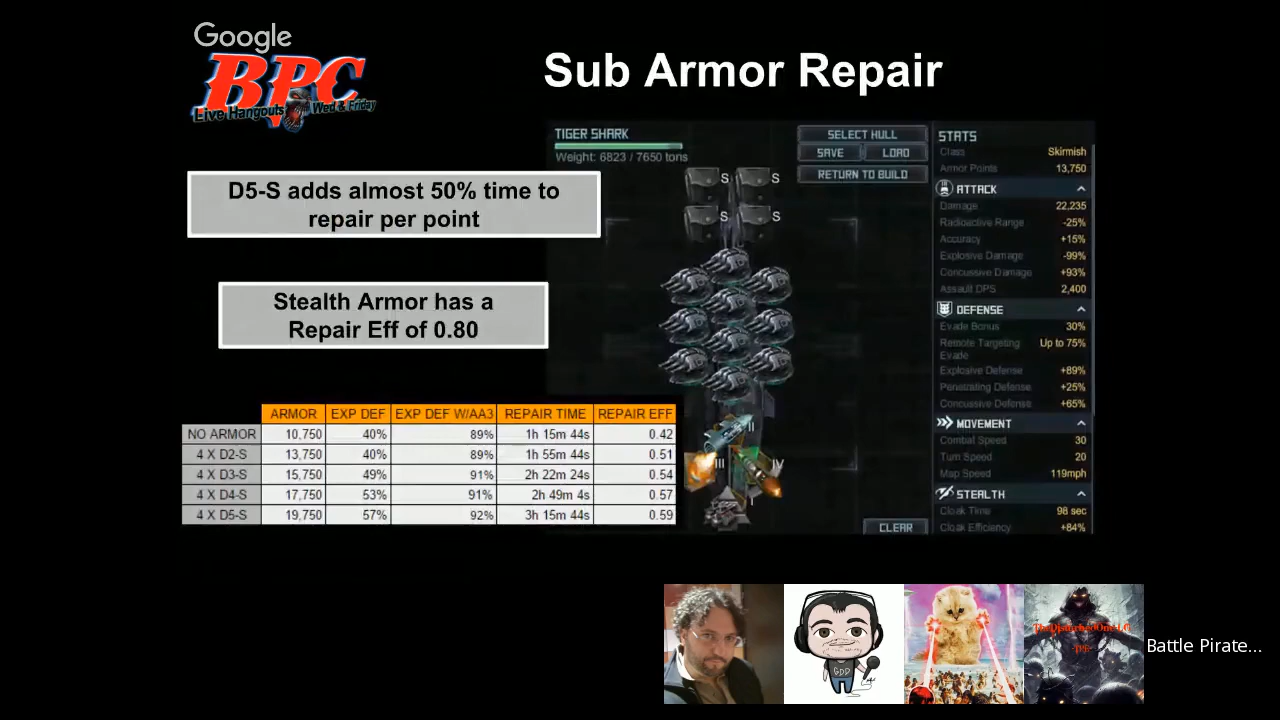 Google
BPC
Live Hangouts Wed & Friday
Sub Armor Repair
D5-S adds almost 50% time to
repair per point
Stealth Armor has a
Repair Eff of 0.80
ARMOR EXP DEF EXP DEF W/AA3 REPAIR TIME REPAIR EFF
NO ARMOR 10,750 40% 89% 1h 15m 44s 0.42
4 X D2-S 13,750 40% 89% 1h 55m 44s 0.51
4 X D3-S 15,750 49% 91% 2h 22m 24s 0.54
4 X D4-S 17,750 53% 91% 2h 49m 4s 0.57
4 X D5-S 19,750 57% 92% 3h 15m 44s 0.59
TIGER SHARK
Weight: 6823 / 7650 tons
S S
S S
II
III IV
I
SELECT HULL
SAVE LOAD
RETURN TO BUILD
CLEAR
STATS
Class Skirmish
Armor Points 13,750
ATTACK
Damage 22,235
Radioactive Range -25%
Accuracy +15%
Explosive Damage -99%
Concussive Damage +93%
Assault DPS 2,400
DEFENSE
Evade Bonus 30%
Remote Targeting Up to 75%
Evade
Explosive Defense +89%
Penetrating Defense +25%
Concussive Defense +65%
MOVEMENT
Combat Speed 30
Turn Speed 20
Map Speed 119mph
STEALTH
Cloak Time 98 sec
Cloak Efficiency +84%
GDD
TheDisturbedOne1.0
Battle Pirate...